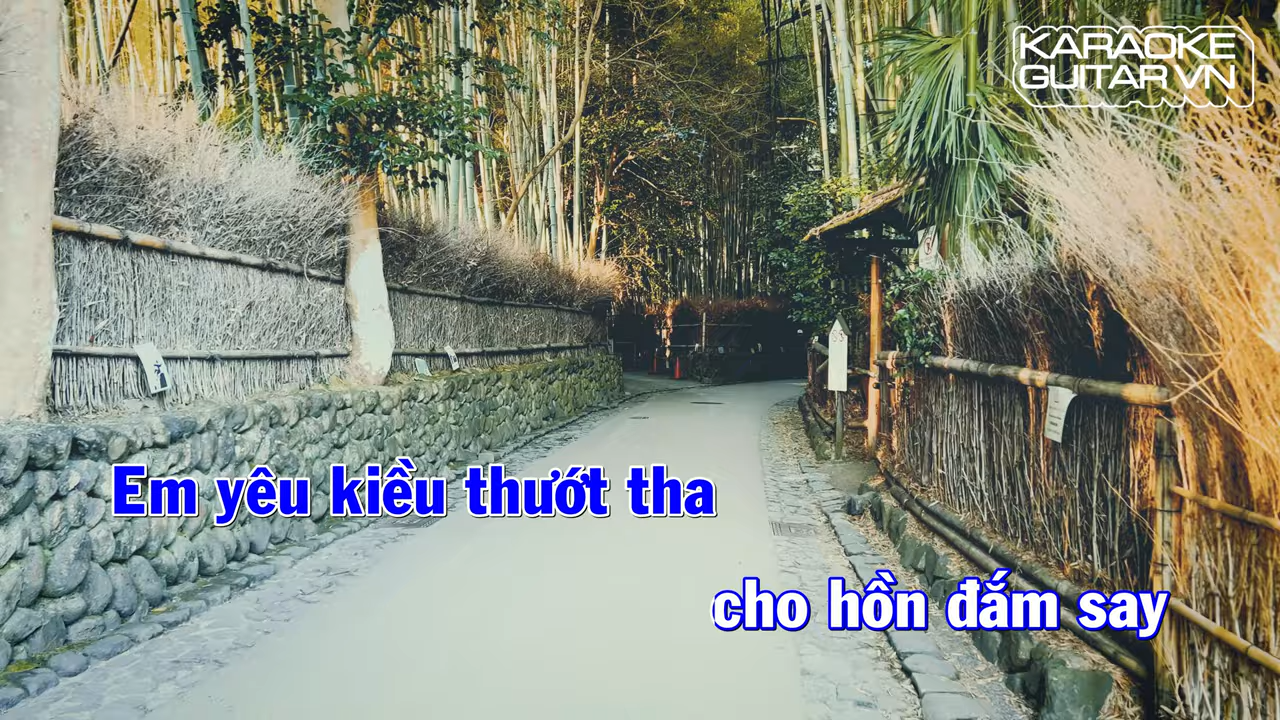 KARAOKE
GUITAR.VN
Em yêu kiều thướt tha
cho hồn đắm say